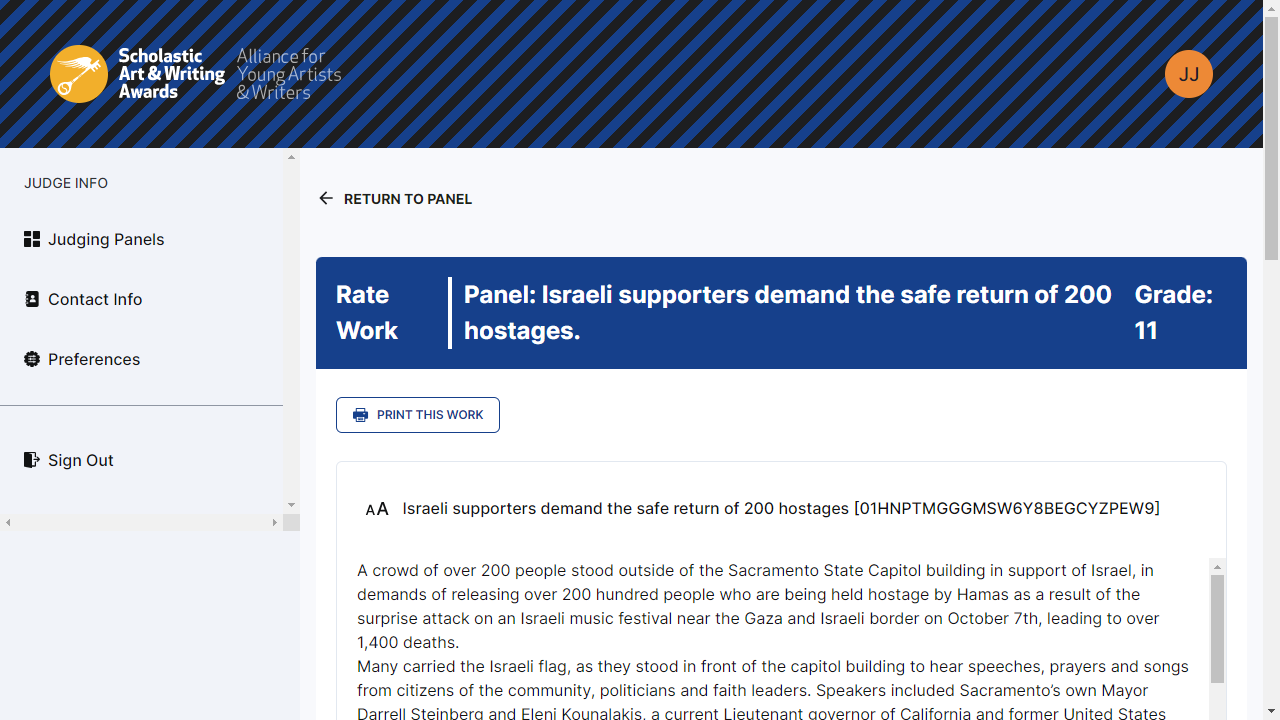 Scholastic
Art & Writing
Awards
Alliance for
Young Artists
& Writers
JJ
JUDGE INFO
Judging Panels
Contact Info
Preferences
Sign Out
RETURN TO PANEL
Rate
Work
Panel: Israeli supporters demand the safe return of 200
hostages.
Grade:
11
PRINT THIS WORK
AA Israeli supporters demand the safe return of 200 hostages [01HNPTMGGGMSW6Y8BEGCYZPEW9]
A crowd of over 200 people stood outside of the Sacramento State Capitol building in support of Israel, in
demands of releasing over 200 hundred people who are being held hostage by Hamas as a result of the
surprise attack on an Israeli music festival near the Gaza and Israeli border on October 7th, leading to over
1,400 deaths.
Many carried the Israeli flag, as they stood in front of the capitol building to hear speeches, prayers and songs
from citizens of the community, politicians and faith leaders. Speakers included Sacramento’s own Mayor
Darrell Steinberg and Eleni Kounalakis, a current Lieutenant governor of California and former United States